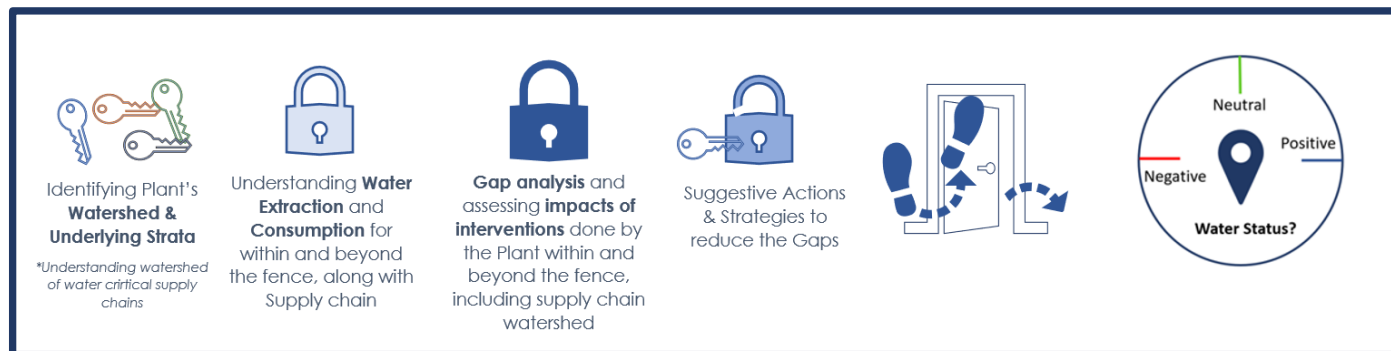 Identifying Plant's
Watershed &
Underlying Strata
*Understanding watershed
of water crirtical supply
chains
Understanding Water
Extraction and
Consumption for
within and beyond
the fence, along with
Supply chain
Gap analysis and
assessing impacts of
interventions done by
the Plant within and
beyond the fence,
including supply chain
watershed
Suggestive Actions
& Strategies to
reduce the Gaps
Neutral
Positive
Negative
Water Status?